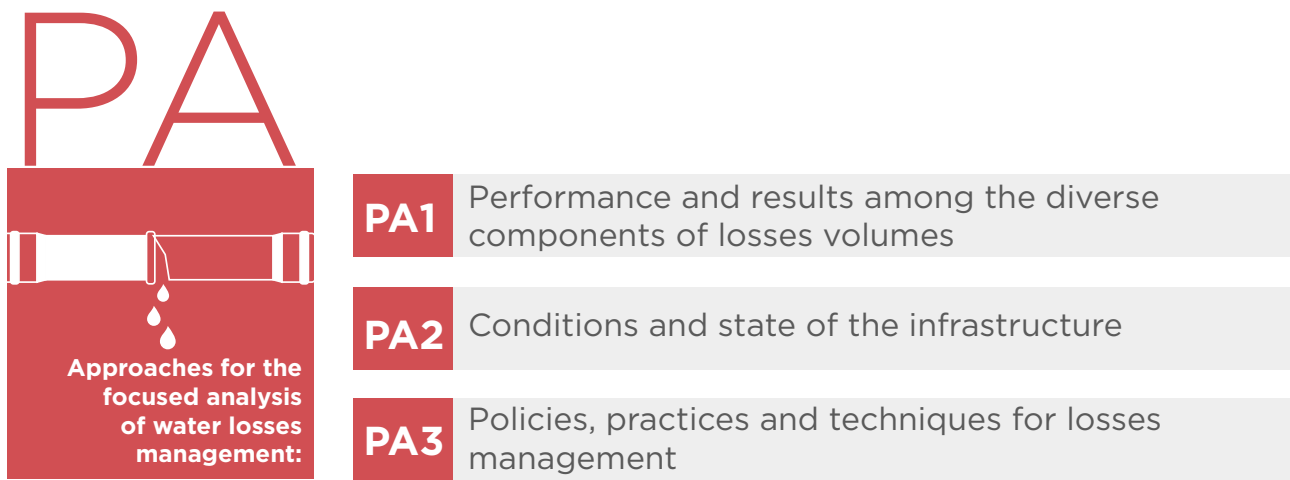 PA
Approaches for the
focused analysis
of water losses
management:
PA1
Performance and results among the diverse
components of losses volumes
PA2
Conditions and state of the infrastructure
PA3
Policies, practices and techniques for losses
management